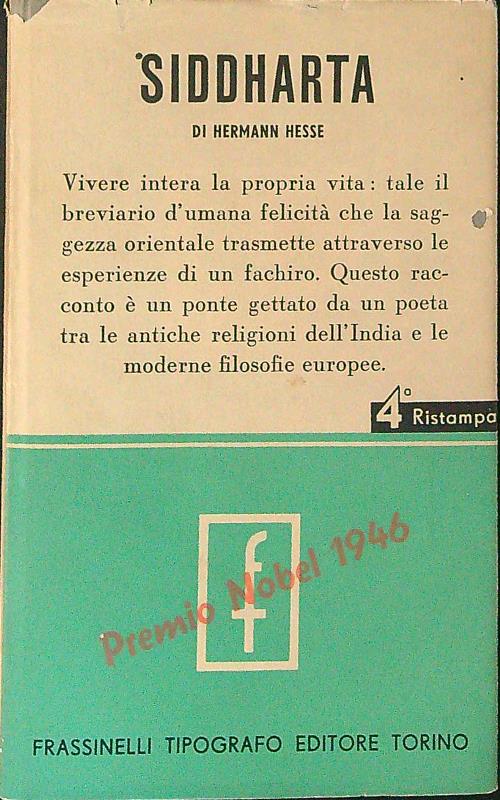 SIDDHARTA
DI HERMANN HESSE
Vivere intera la propria vita: tale il
breviario d'umana felicità che la sag-
gezza orientale trasmette attraverso le
esperienze di un fachiro. Questo rac-
conto è un ponte gettato da un poeta
tra le antiche religioni dell'India e le
moderne filosofie europee.
4ª Ristampa
f
Premio Nobel 1946
FRASSINELLI TIPOGRAFO EDITORE TORINO